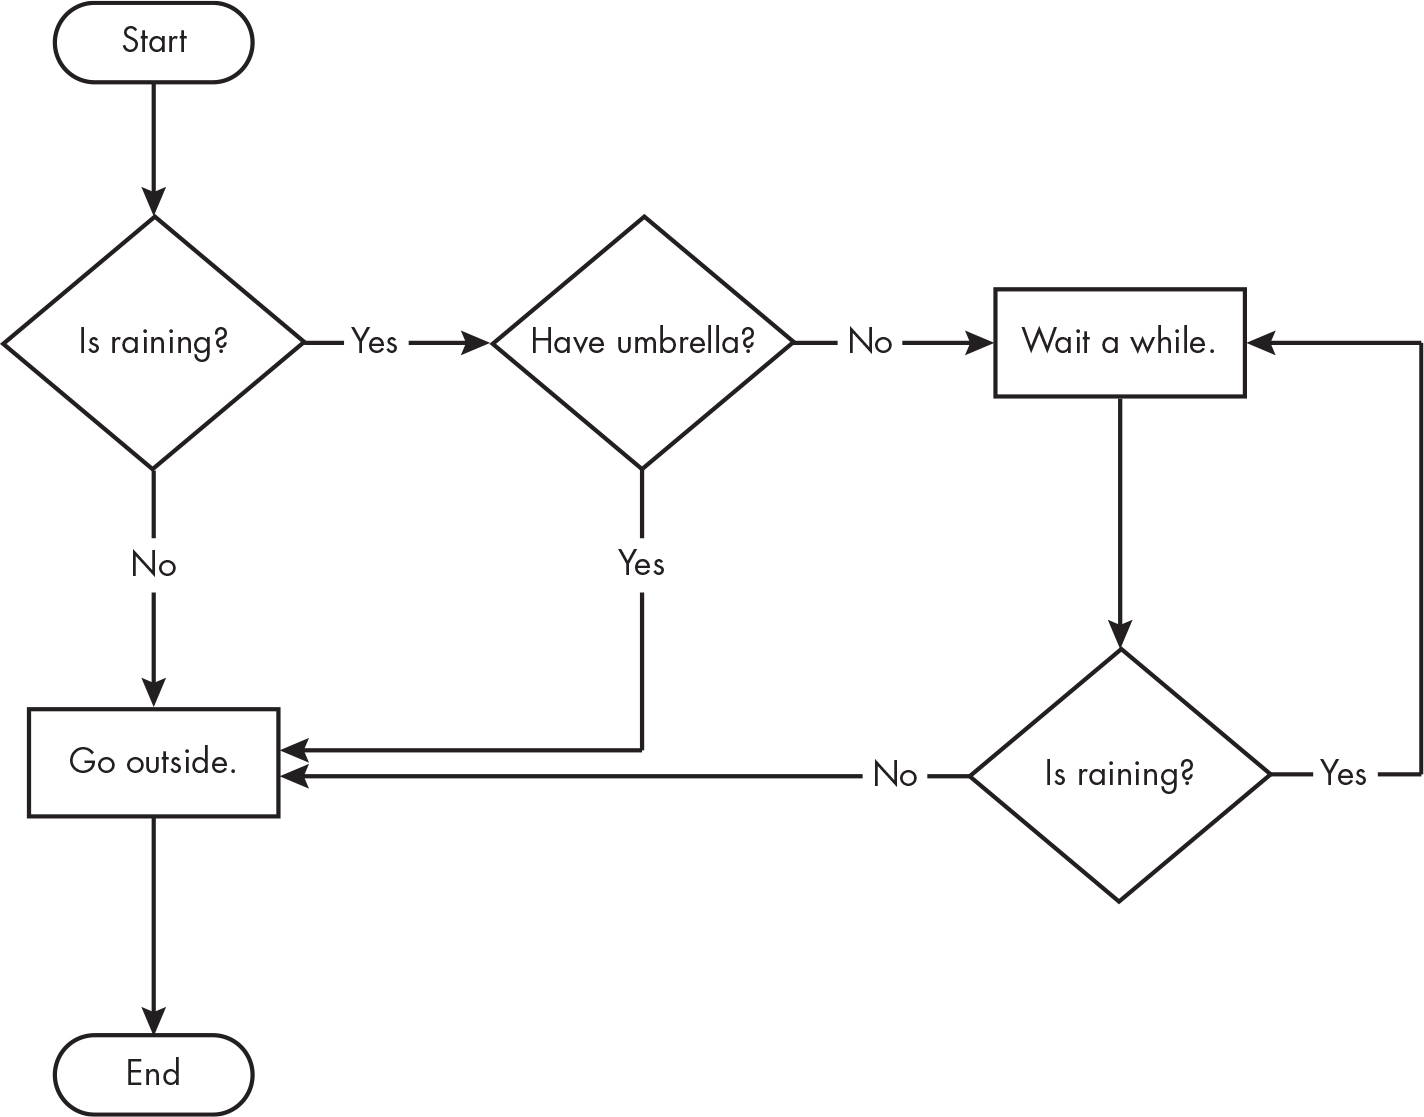 Start
Is raining?
Yes
Have umbrella?
No
Wait a while.
No
Yes
Go outside.
No
Is raining?
Yes
End